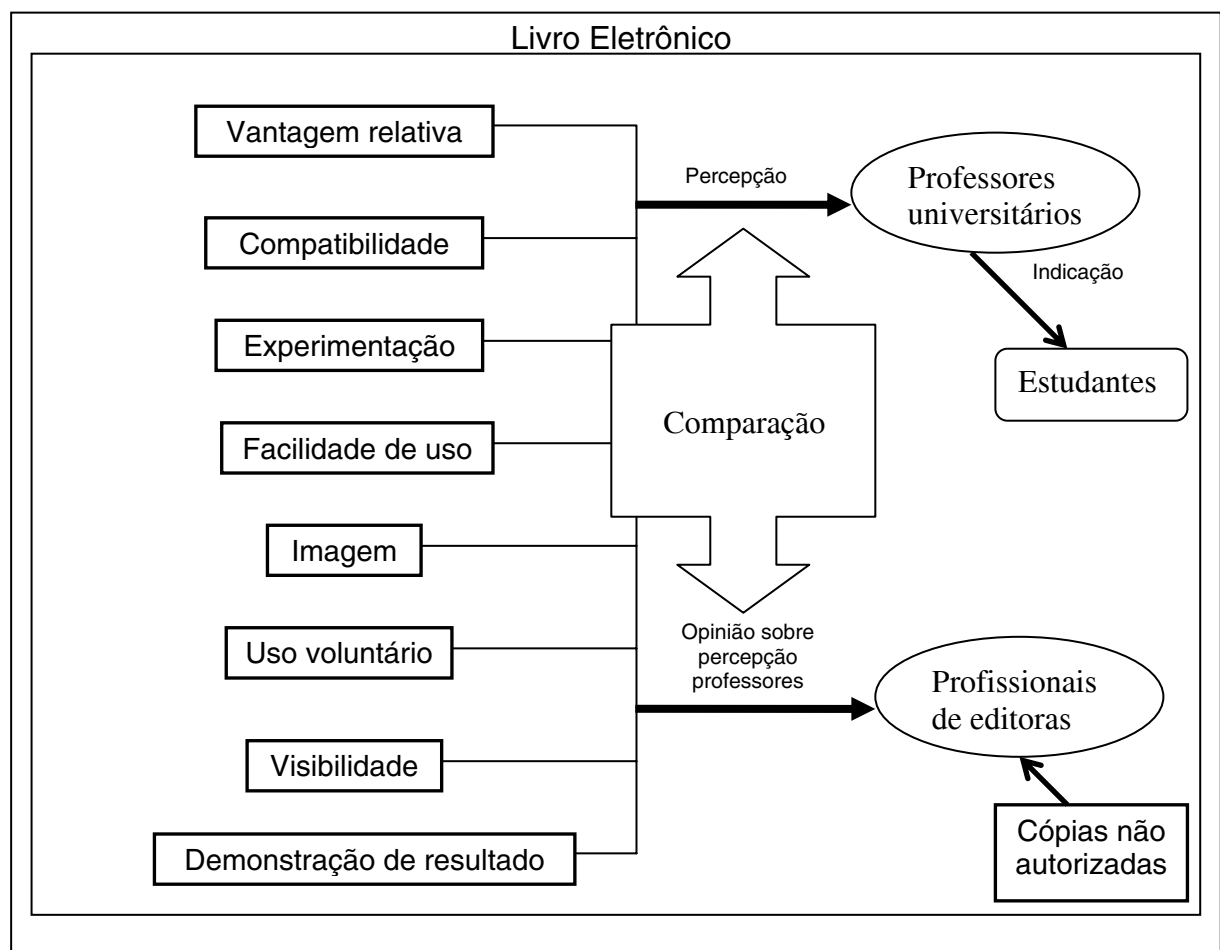 Livro Eletrônico
Vantagem relativa
Compatibilidade
Experimentação
Facilidade de uso
Imagem
Uso voluntário
Visibilidade
Demonstração de resultado
Percepção
Comparação
Opinião sobre
percepção
professores
Professores
universitários
Indicação
Estudantes
Profissionais
de editoras
Cópias não
autorizadas